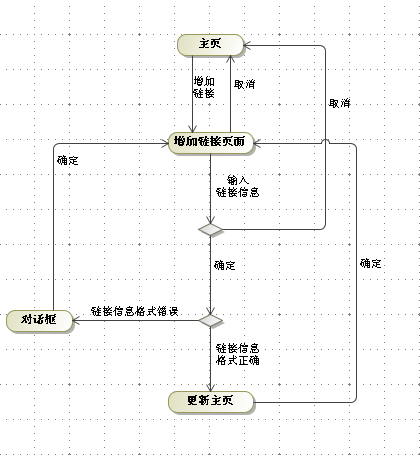 主页
增加
链接
取消
取消
增加链接页面
确定
输入
链接信息
确定
确定
链接信息格式错误
对话框
链接信息
格式正确
更新主页